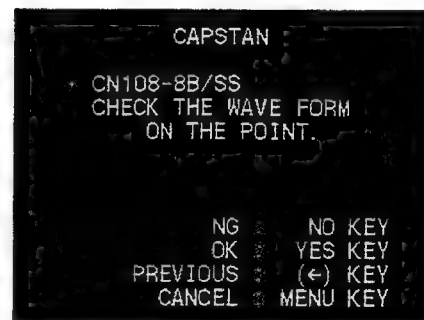 CAPSTAN
* CN108-8B/SS
CHECK THE WAVE FORM
ON THE POINT.
NG : NO KEY
OK : YES KEY
PREVIOUS : (←) KEY
CANCEL : MENU KEY